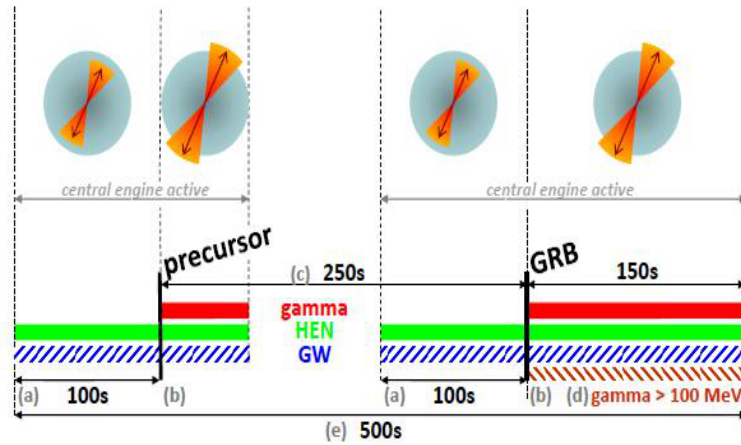 central engine active
central engine active
precursor
GRB
(c) 250s
150s
gamma
HEN
GW
(a) 100s
(b)
(a) 100s
(b) (d) gamma > 100 MeV
(e) 500s